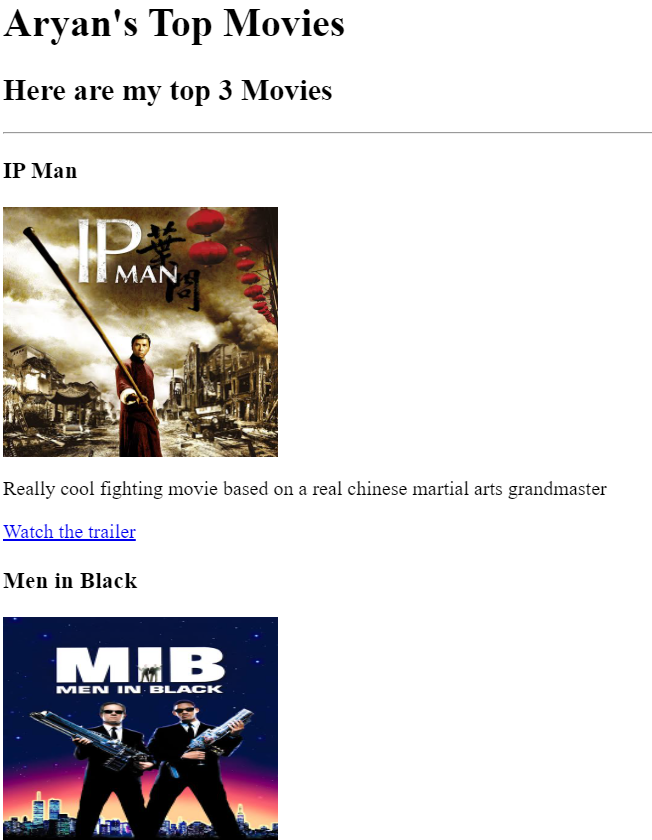 Aryan's Top Movies
Here are my top 3 Movies
IP Man
IP 葉
MAN 問
Really cool fighting movie based on a real chinese martial arts grandmaster
Watch the trailer
Men in Black
MIB
MEN IN BLACK